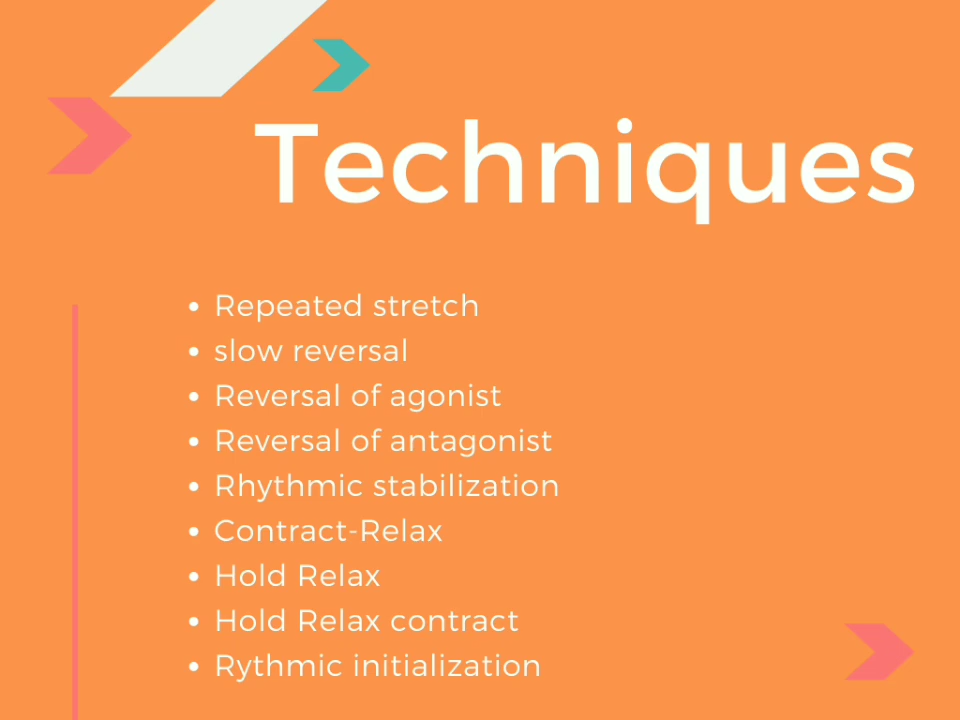 Techniques
• Repeated stretch
• slow reversal
• Reversal of agonist
• Reversal of antagonist
• Rhythmic stabilization
• Contract-Relax
• Hold Relax
• Hold Relax contract
• Rythmic initialization